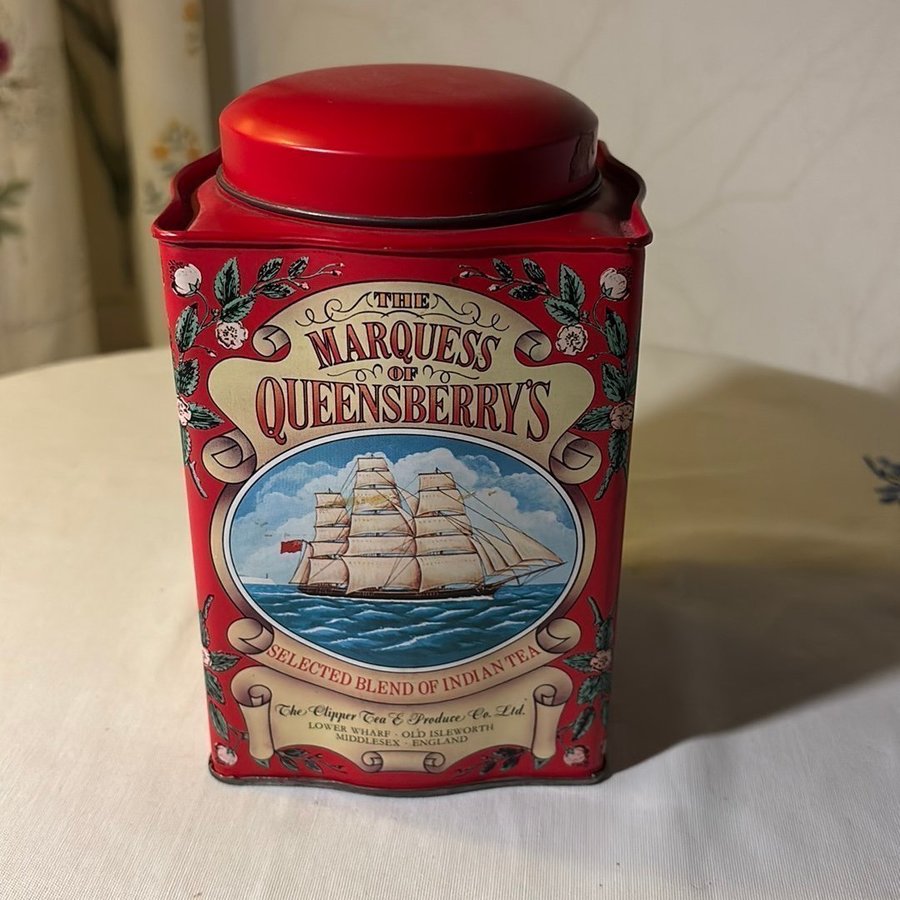 THE
MARQUESS
OF
QUEENSBERRY'S
SELECTED BLEND OF INDIAN TEA
The Clipper Tea & Produce Co. Ltd.
LOWER WHARF · OLD ISLEWORTH
MIDDLESEX · ENGLAND